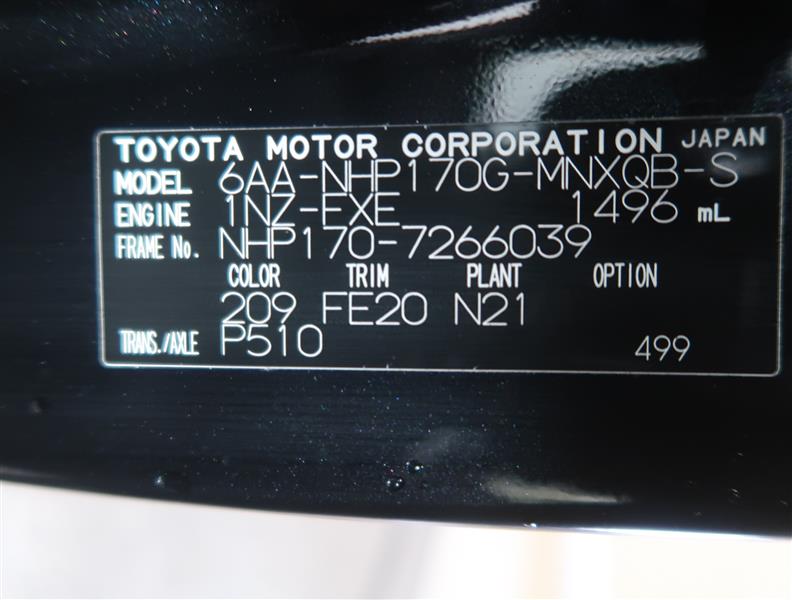 TOYOTA MOTOR CORPORATION JAPAN
MODEL 6AA-NHP170G-MNXQB-S
ENGINE 1NZ-FXE 1496 mL
FRAME No. NHP170-7266039
COLOR TRIM PLANT OPTION
209 FE20 N21
TRANS./AXLE P510 499